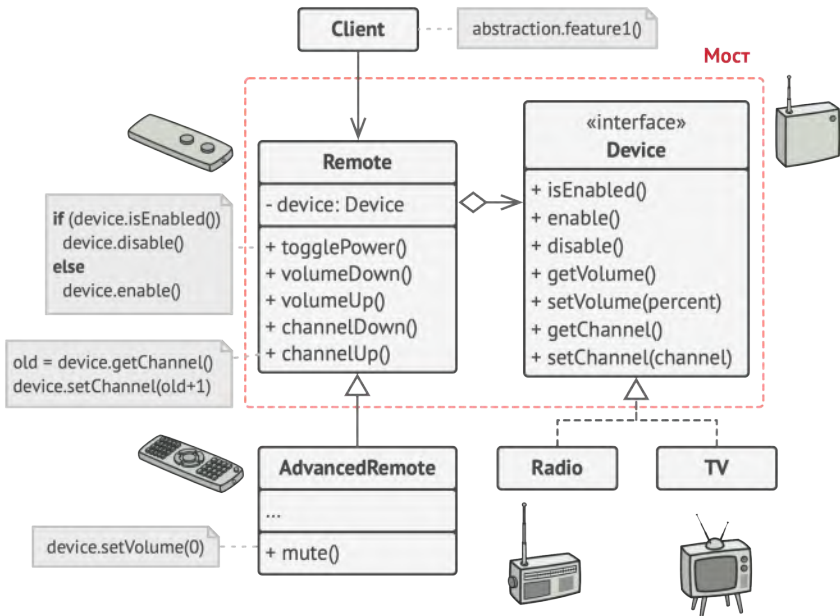 Client
abstraction.feature1()
Мост
Remote
- device: Device
+ togglePower()
+ volumeDown()
+ volumeUp()
+ channelDown()
+ channelUp()
«interface»
Device
+ isEnabled()
+ enable()
+ disable()
+ getVolume()
+ setVolume(percent)
+ getChannel()
+ setChannel(channel)
if (device.isEnabled())
device.disable()
else
device.enable()
old = device.getChannel()
device.setChannel(old+1)
AdvancedRemote
...
+ mute()
device.setVolume(0)
Radio
TV